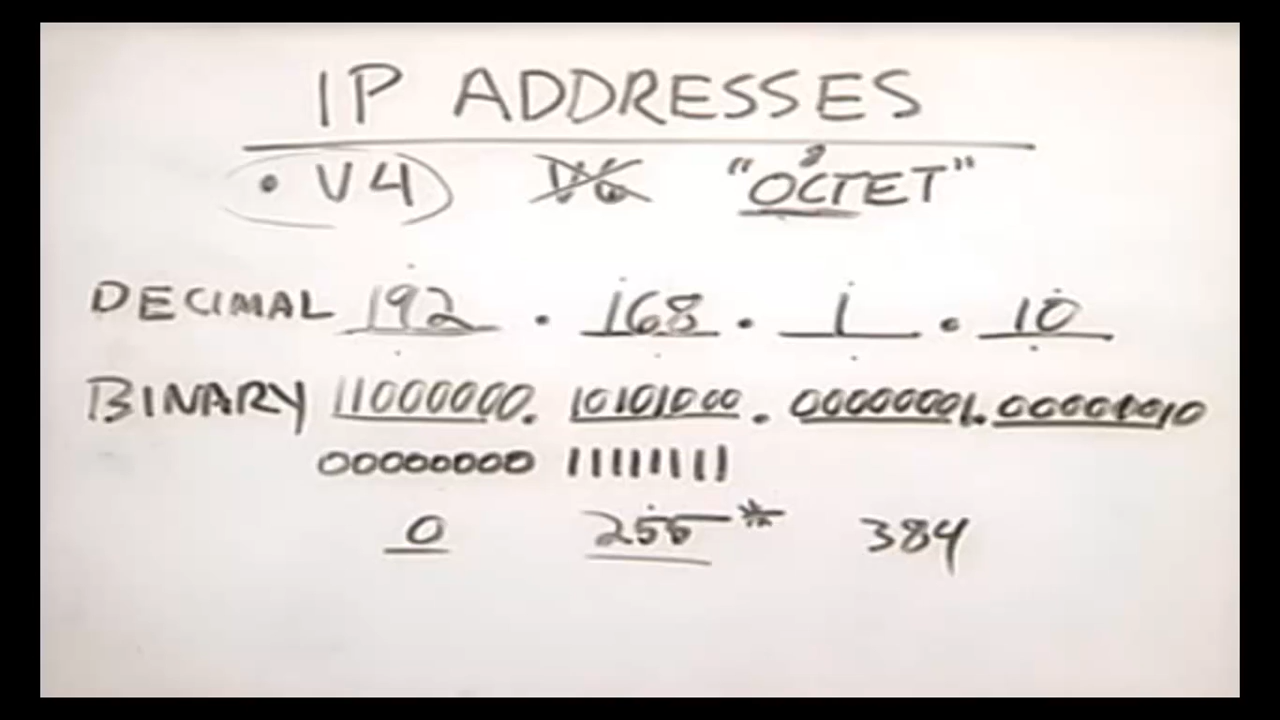 IP ADDRESSES
• V4 V6 "OCTET" 8
DECIMAL 192 . 168 . 1 . 10
BINARY 11000000. 10101000. 00000001. 00001010
00000000 11111111
0 255* 384